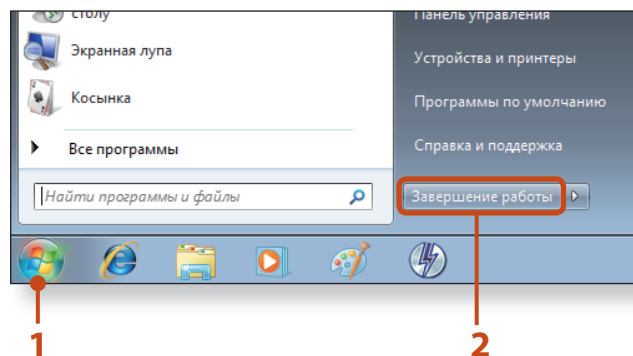 столу
Панель управления
Экранная лупа
Устройства и принтеры
Косынка
Программы по умолчанию
Все программы
Справка и поддержка
Найти программы и файлы
Завершение работы
1
2